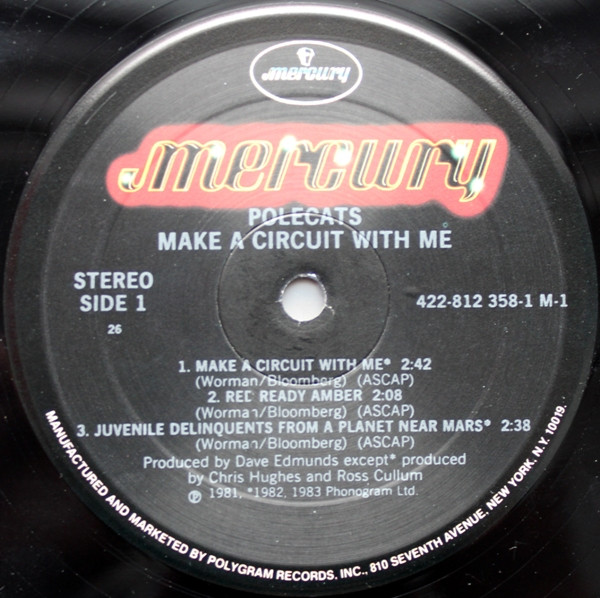 mercury
mercury
POLECATS
MAKE A CIRCUIT WITH ME
STEREO
SIDE 1
422-812 358-1 M-1
26
1. MAKE A CIRCUIT WITH ME* 2:42
(Worman/Bloomberg) (ASCAP)
2. RED READY AMBER 2:08
(Worman/Bloomberg) (ASCAP)
3. JUVENILE DELINQUENTS FROM A PLANET NEAR MARS* 2:38
(Worman/Bloomberg) (ASCAP)
Produced by Dave Edmunds except* produced
by Chris Hughes and Ross Cullum
℗ 1981, *1982, 1983 Phonogram Ltd.
MANUFACTURED AND MARKETED BY POLYGRAM RECORDS, INC., 810 SEVENTH AVENUE, NEW YORK, N.Y. 10019.